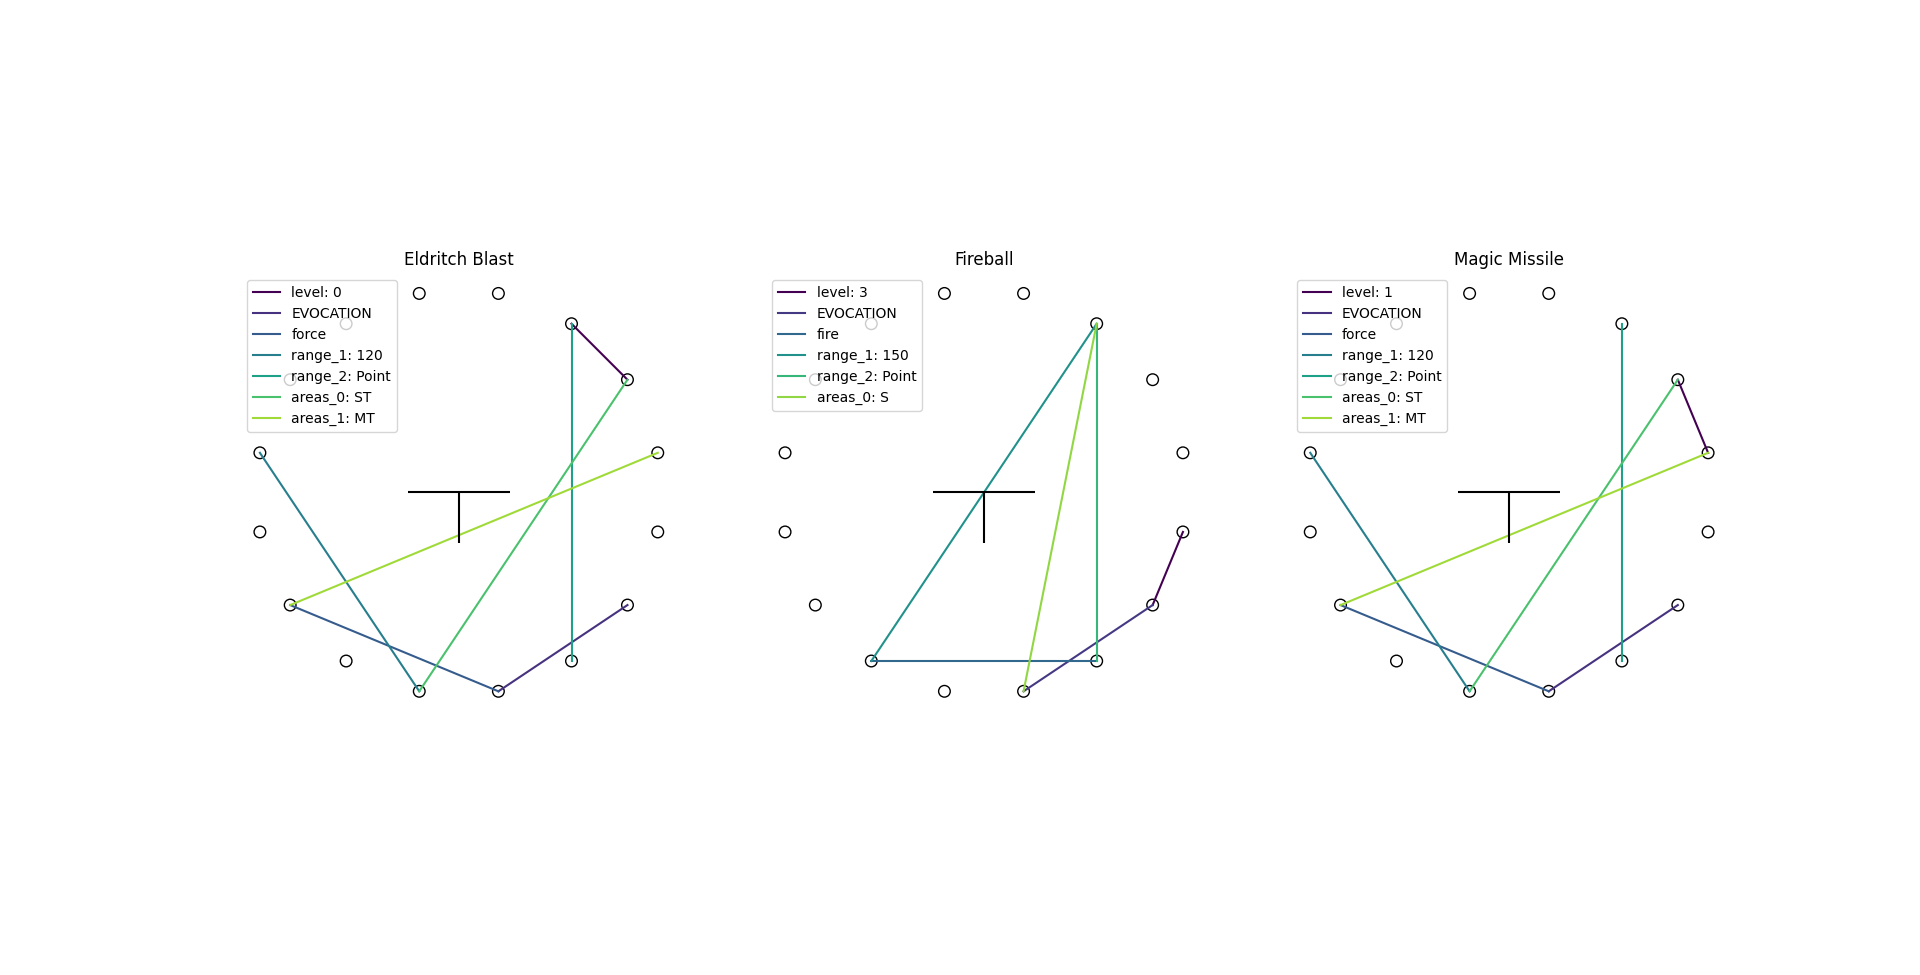 Eldritch Blast
level: 0
EVOCATION
force
range_1: 120
range_2: Point
areas_0: ST
areas_1: MT
Fireball
level: 3
EVOCATION
fire
range_1: 150
range_2: Point
areas_0: S
Magic Missile
level: 1
EVOCATION
force
range_1: 120
range_2: Point
areas_0: ST
areas_1: MT